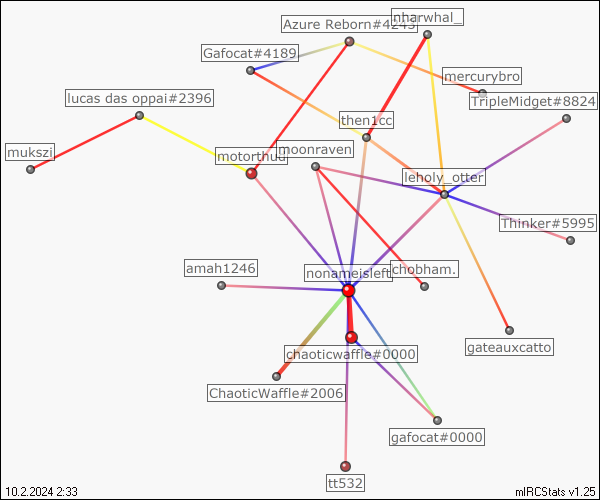 nharwhal_
Azure Reborn#4243
Gafocat#4189
mercurybro
lucas das oppai#2396
TripleMidget#8824
then1cc
mukszi
motorthud
moonraven
leholy_otter
Thinker#5995
amah1246
nonameisleft
chobham.
gateauxcatto
chaoticwaffle#0000
ChaoticWaffle#2006
gafocat#0000
tt532
10.2.2024 2:33
mIRCStats v1.25